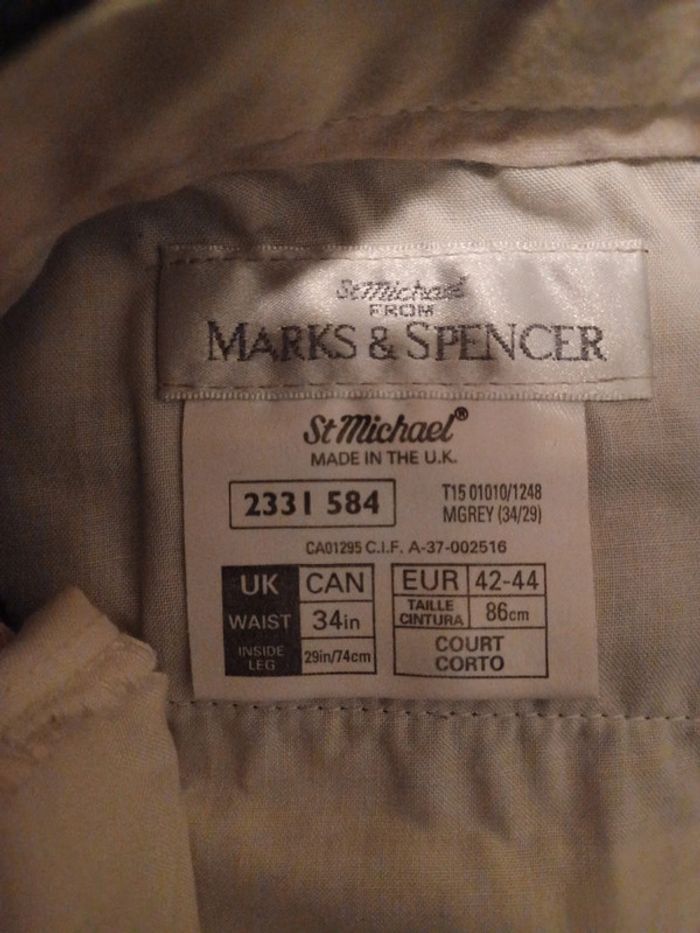 St Michael
FROM
MARKS & SPENCER
St Michael®
MADE IN THE U.K.
2331 584
T15 01010/1248
MGREY (34/29)
CA01295 C.I.F. A-37-002516
UK CAN
WAIST 34in
INSIDE LEG 29in/74cm
EUR 42-44
TAILLE CINTURA 86cm
COURT
CORTO